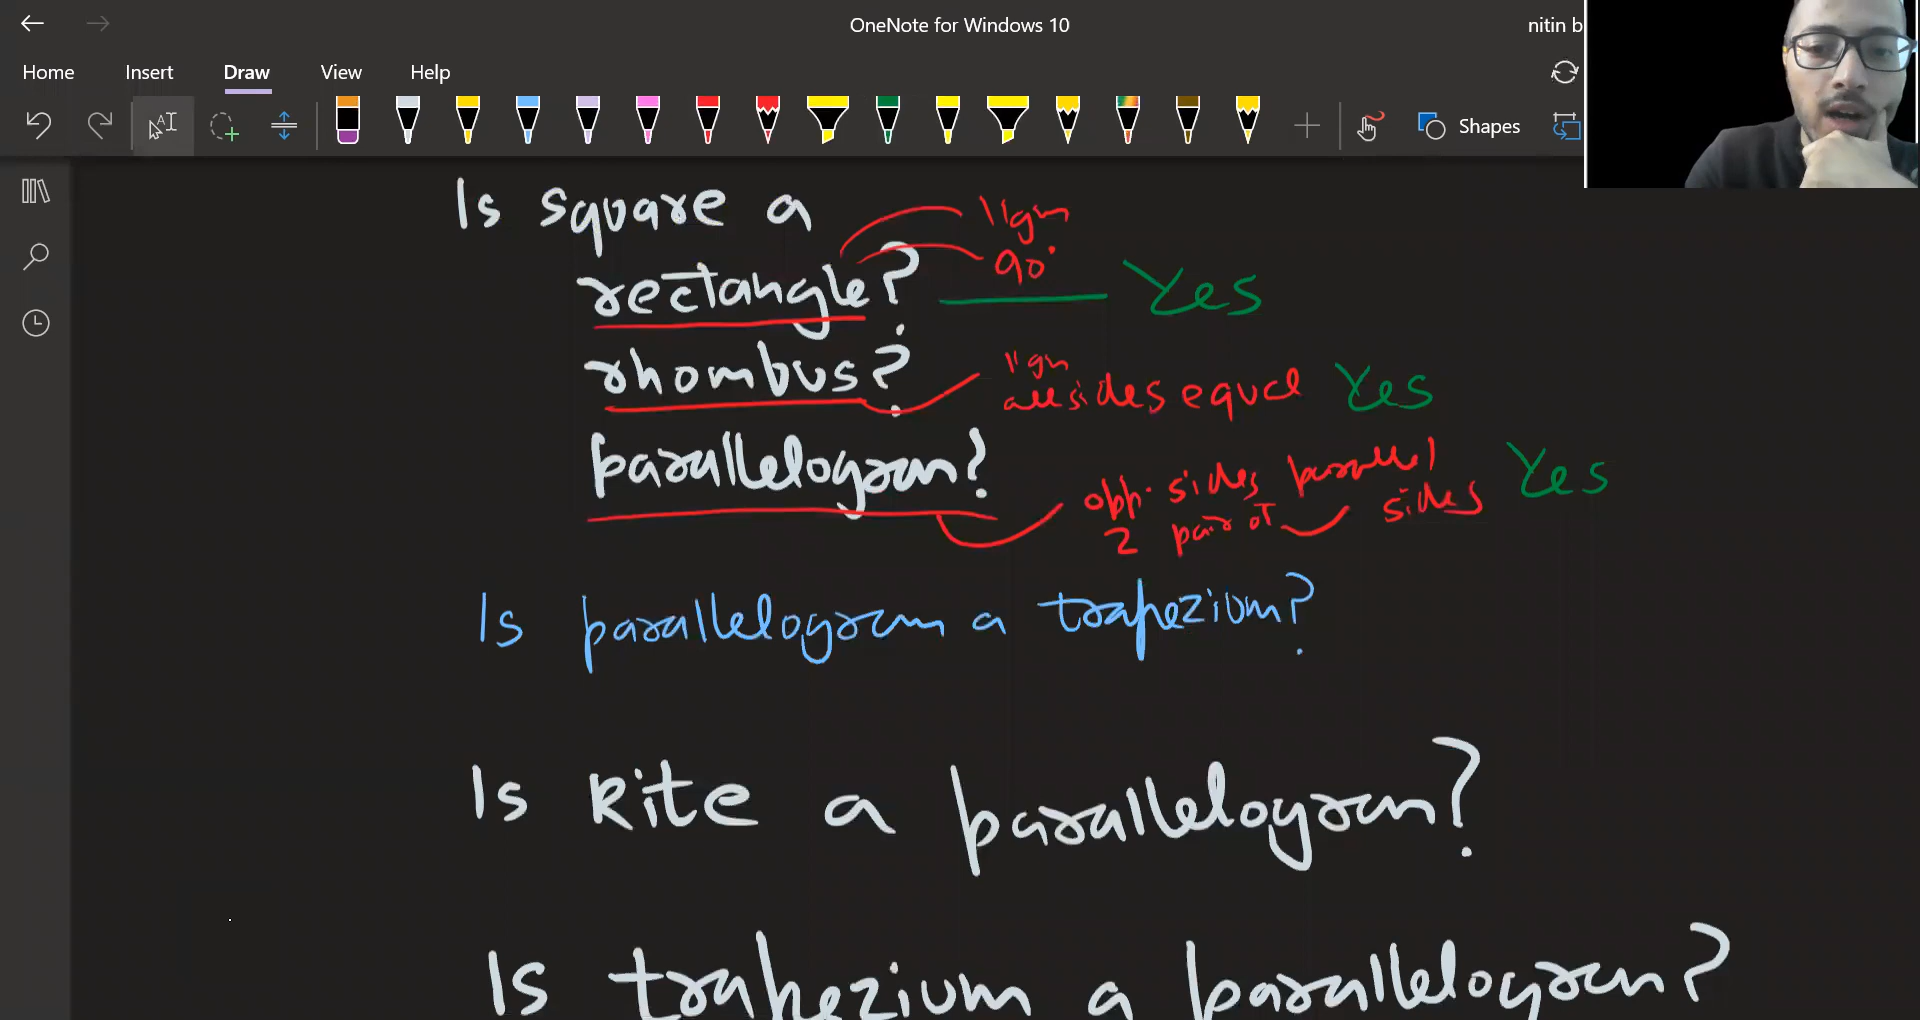 OneNote for Windows 10
nitin b
Home Insert Draw View Help
Shapes
Is square a
rectangle?
||gm
90°
Yes
rhombus?
||gm
all sides equal Yes
parallelogram?
opp. sides parallel
2 pair of sides
Yes
Is parallelogram a trapezium?
Is Kite a parallelogram?
Is trapezium a parallelogram?